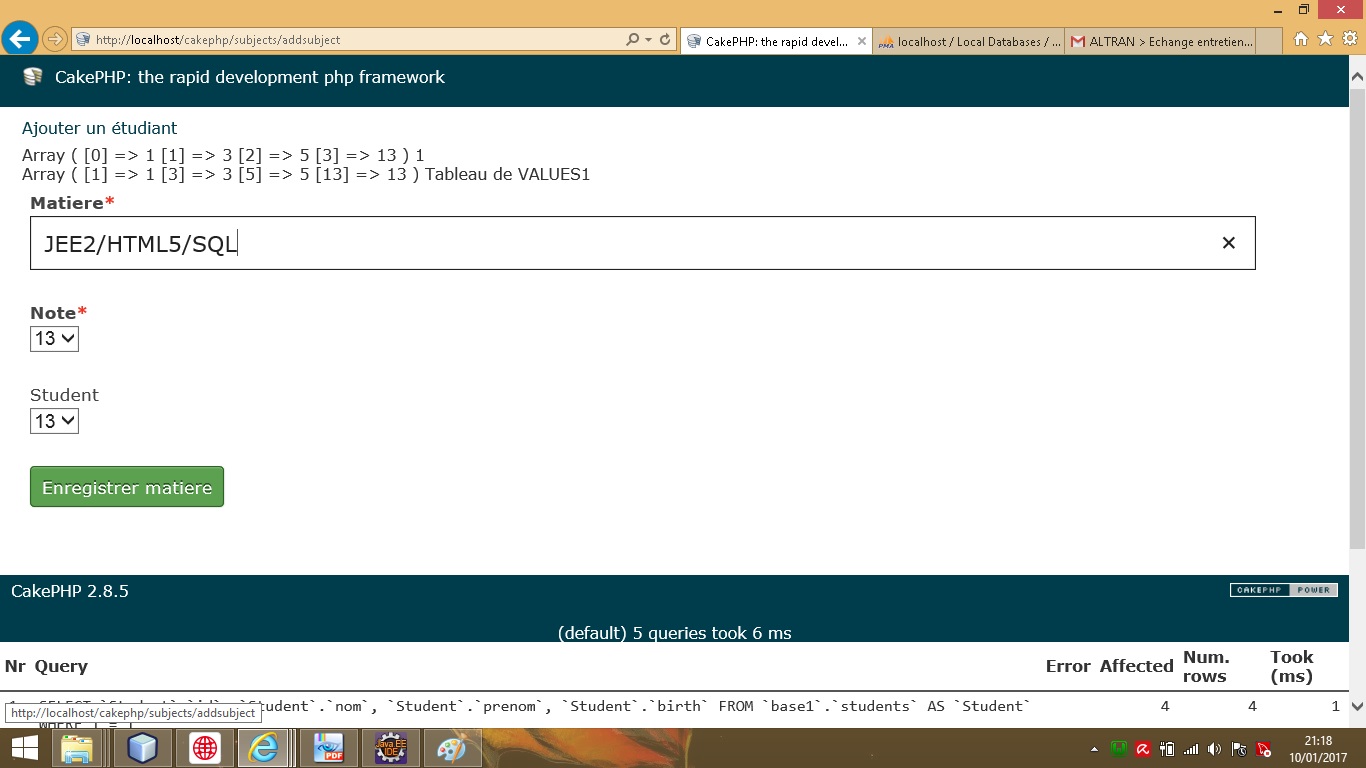 http://localhost/cakephp/subjects/addsubject
CakePHP: the rapid devel...
localhost / Local Databases / ...
ALTRAN > Echange entretien...
CakePHP: the rapid development php framework
Ajouter un étudiant
Array ( [0] => 1 [1] => 3 [2] => 5 [3] => 13 ) 1
Array ( [1] => 1 [3] => 3 [5] => 5 [13] => 13 ) Tableau de VALUES1
Matiere*
JEE2/HTML5/SQL
Note*
13
Student
13
Enregistrer matiere
CakePHP 2.8.5
CAKEPHP POWER
(default) 5 queries took 6 ms
Nr Query Error Affected Num. rows Took (ms)
`Student`.`nom`, `Student`.`prenom`, `Student`.`birth` FROM `base1`.`students` AS `Student` 4 4 1
http://localhost/cakephp/subjects/addsubject
PDF
Java EE
IDE
21:18
10/01/2017